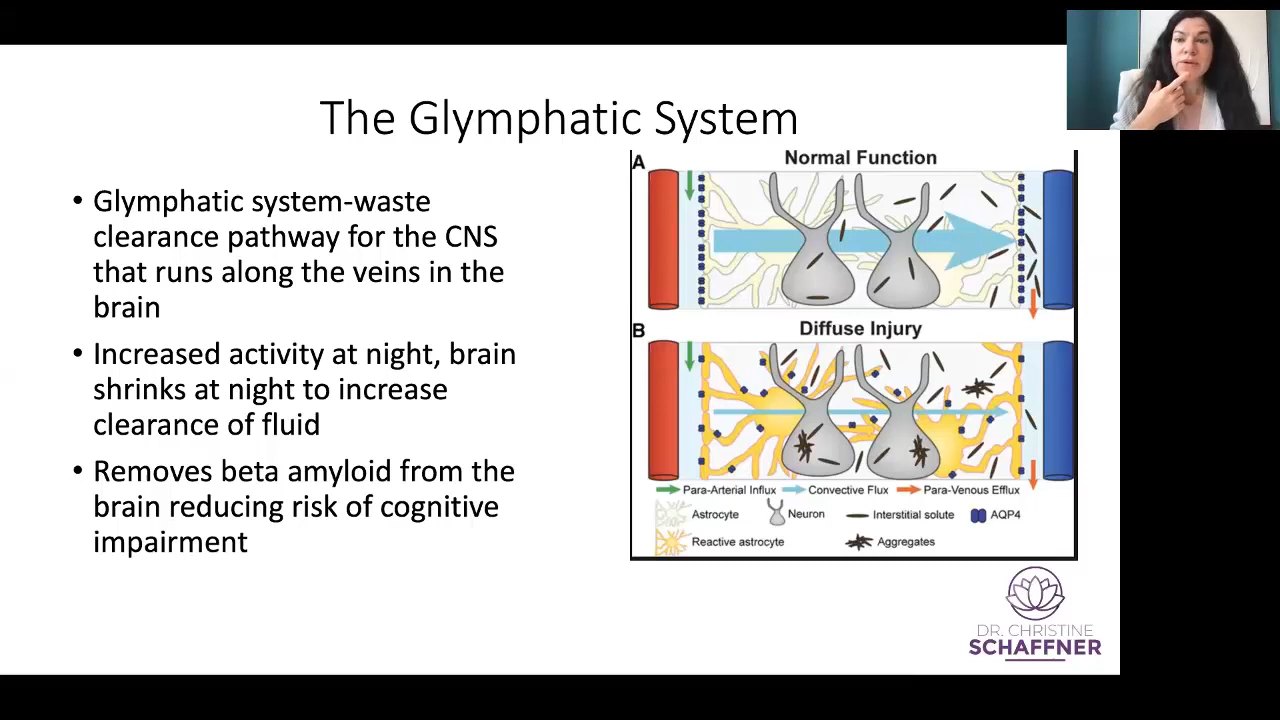 The Glymphatic System
• Glymphatic system-waste
clearance pathway for the CNS
that runs along the veins in the
brain
• Increased activity at night, brain
shrinks at night to increase
clearance of fluid
• Removes beta amyloid from the
brain reducing risk of cognitive
impairment
A
Normal Function
B
Diffuse Injury
Para-Arterial Influx Convective Flux Para-Venous Efflux
Astrocyte Neuron Interstitial solute AQP4
Reactive astrocyte Aggregates
DR. CHRISTINE
SCHAFFNER